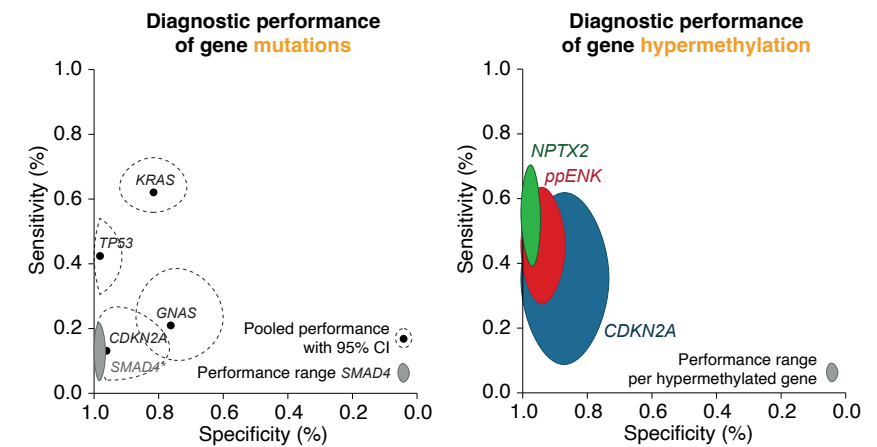 Diagnostic performance
of gene mutations
1.0
0.8
0.6
0.4
0.2
0.0
Sensitivity (%)
KRAS
TP53
GNAS
CDKN2A
SMAD4*
Pooled performance
with 95% CI
Performance range SMAD4
1.0 0.8 0.6 0.4 0.2 0.0
Specificity (%)
Diagnostic performance
of gene hypermethylation
1.0
0.8
0.6
0.4
0.2
0.0
Sensitivity (%)
NPTX2
ppENK
CDKN2A
Performance range
per hypermethylated gene
1.0 0.8 0.6 0.4 0.2 0.0
Specificity (%)